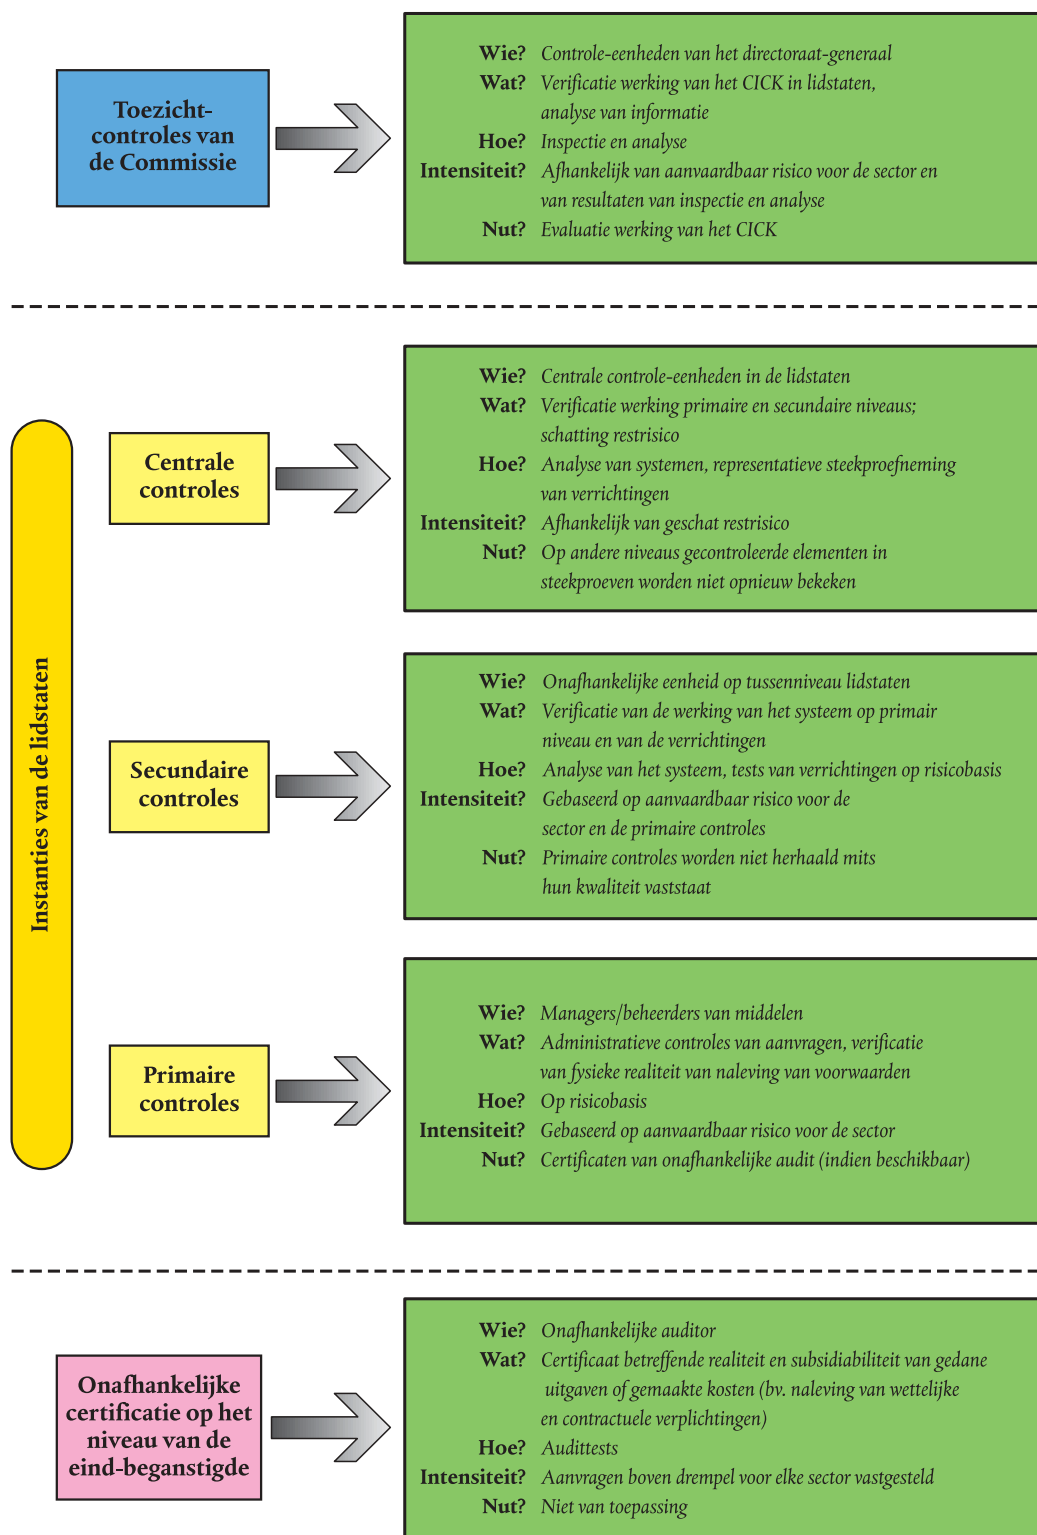 Toezicht-
controles van
de Commissie
Wie? Controle-eenheden van het directoraat-generaal
Wat? Verificatie werking van het CICK in lidstaten,
analyse van informatie
Hoe? Inspectie en analyse
Intensiteit? Afhankelijk van aanvaardbaar risico voor de sector en
van resultaten van inspectie en analyse
Nut? Evaluatie werking van het CICK
Instanties van de lidstaten
Centrale
controles
Wie? Centrale controle-eenheden in de lidstaten
Wat? Verificatie werking primaire en secundaire niveaus;
schatting restrisico
Hoe? Analyse van systemen, representatieve steekproefneming
van verrichtingen
Intensiteit? Afhankelijk van geschat restrisico
Nut? Op andere niveaus gecontroleerde elementen in
steekproeven worden niet opnieuw bekeken
Secundaire
controles
Wie? Onafhankelijke eenheid op tussenniveau lidstaten
Wat? Verificatie van de werking van het systeem op primair
niveau en van de verrichtingen
Hoe? Analyse van het systeem, tests van verrichtingen op risicobasis
Intensiteit? Gebaseerd op aanvaardbaar risico voor de
sector en de primaire controles
Nut? Primaire controles worden niet herhaald mits
hun kwaliteit vaststaat
Primaire
controles
Wie? Managers/beheerders van middelen
Wat? Administratieve controles van aanvragen, verificatie
van fysieke realiteit van naleving van voorwaarden
Hoe? Op risicobasis
Intensiteit? Gebaseerd op aanvaardbaar risico voor de sector
Nut? Certificaten van onafhankelijke audit (indien beschikbaar)
Onafhankelijke
certificatie op het
niveau van de
eind-beganstigde
Wie? Onafhankelijke auditor
Wat? Certificaat betreffende realiteit en subsidiabiliteit van gedane
uitgaven of gemaakte kosten (bv. naleving van wettelijke
en contractuele verplichtingen)
Hoe? Audittests
Intensiteit? Aanvragen boven drempel voor elke sector vastgesteld
Nut? Niet van toepassing